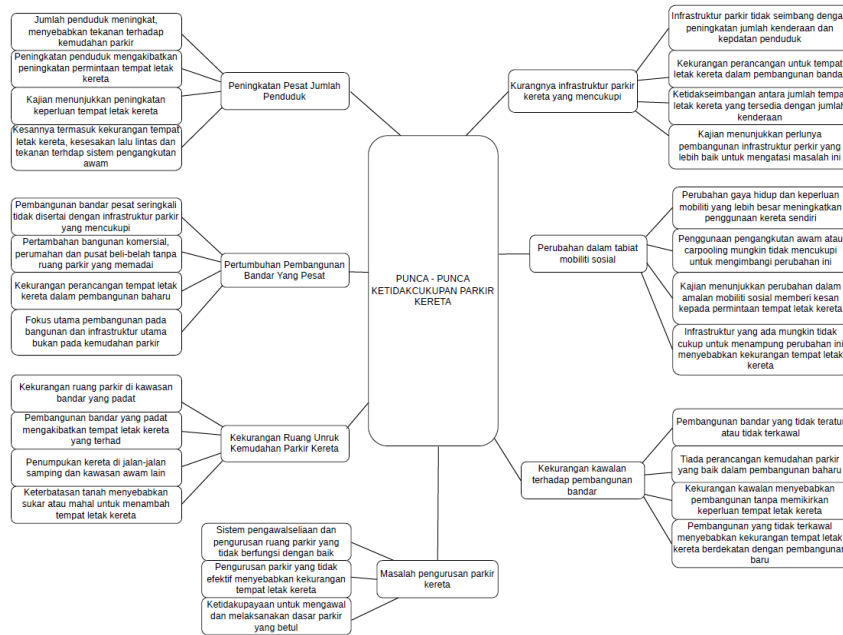 Jumlah penduduk meningkat,
menyebabkan tekanan terhadap
kemudahan parkir
Peningkatan penduduk mengakibatkan
peningkatan permintaan tempat letak
kereta
Kajian menunjukkan peningkatan
keperluan tempat letak kereta
Kesannya termasuk kekurangan tempat
letak kereta, kesesakan lalu lintas dan
tekanan terhdap sistem pengangkutan
awam
Peningkatan Pesat Jumlah
Penduduk
Pembangunan bandar pesat seringkali
tidak disertai dengan infrastruktur parkir
yang mencukupi
Pertambahan bangunan komersial,
perumahan dan pusat beli-belah tanpa
ruang parkir yang memadai
Kekurangan perancangan tempat letak
kereta dalam pembangunan baharu
Fokus utama pembangunan pada
bangunan dan infrastruktur utama
bukan pada kemudahan parkir
Pertumbuhan Pembangunan
Bandar Yang Pesat
Kekurangan ruang parkir di kawasan
bandar yang padat
Pembangunan bandar yang padat
mengakibatkan tempat letak kereta
yang terhad
Penumpukan kereta di jalan-jalan
samping dan kawasan awam lain
Keterbatasan tanah menyebabkan
sukar atau mahal untuk menambah
tempat letak kereta
Kekurangan Ruang Unruk
Kemudahan Parkir Kereta
Sistem pengawalseliaan dan
pengurusan ruang parkir yang
tidak berfungsi dengan baik
Pengurusan parkir yang tidak
efektif menyebabkan kekurangan
tempat letak kereta
Ketidakupayaan untuk mengawal
dan melaksanakan dasar parkir
yang betul
Masalah pengurusan parkir
kereta
PUNCA - PUNCA
KETIDAKCUKUPAN PARKIR
KERETA
Kurangnya infrastruktur parkir
kereta yang mencukupi
Infrastruktur parkir tidak seimbang dengan
peningkatan jumlah kenderaan dan
kepdatan penduduk
Kekurangan perancangan untuk tempat
letak kereta dalam pembangunan bandar
Ketidakseimbangan antara jumlah tempat
letak kereta yang tersedia dengan jumlah
kenderaan
Kajian menunjukkan perlunya
pembangunan infrastruktur perkir yang
lebih baik untuk mengatasi masalah ini
Perubahan dalam tabiat
mobiliti sosial
Perubahan gaya hidup dan keperluan
mobiliti yang lebih besar meningkatkan
penggunaan kereta sendiri
Penggunaan pengangkutan awam atau
carpooling mungkin tidak mencukupi
untuk mengimbangi perubahan ini
Kajian menunjukkan perubahan dalam
amalan mobiliti sosial memberi kesan
kepada permintaan tempat letak kereta
Infrastruktur yang ada mungkin tidak
cukup untuk menampung perubahan ini
menyebabkan kekurangan tempat letak
kereta
Kekurangan kawalan
terhadap pembangunan
bandar
Pembangunan bandar yang tidak teratur
atau tidak terkawal
Tiada perancangan kemudahan parkir
yang baik dalam pembangunan baharu
Kekurangan kawalan menyebabkan
pembangunan tanpa memikirkan
keperluan tempat letak kereta
Pembangunan yang tidak terkawal
menyebabkan kekurangan tempat letak
kereta berdekatan dengan pembangunan
baru